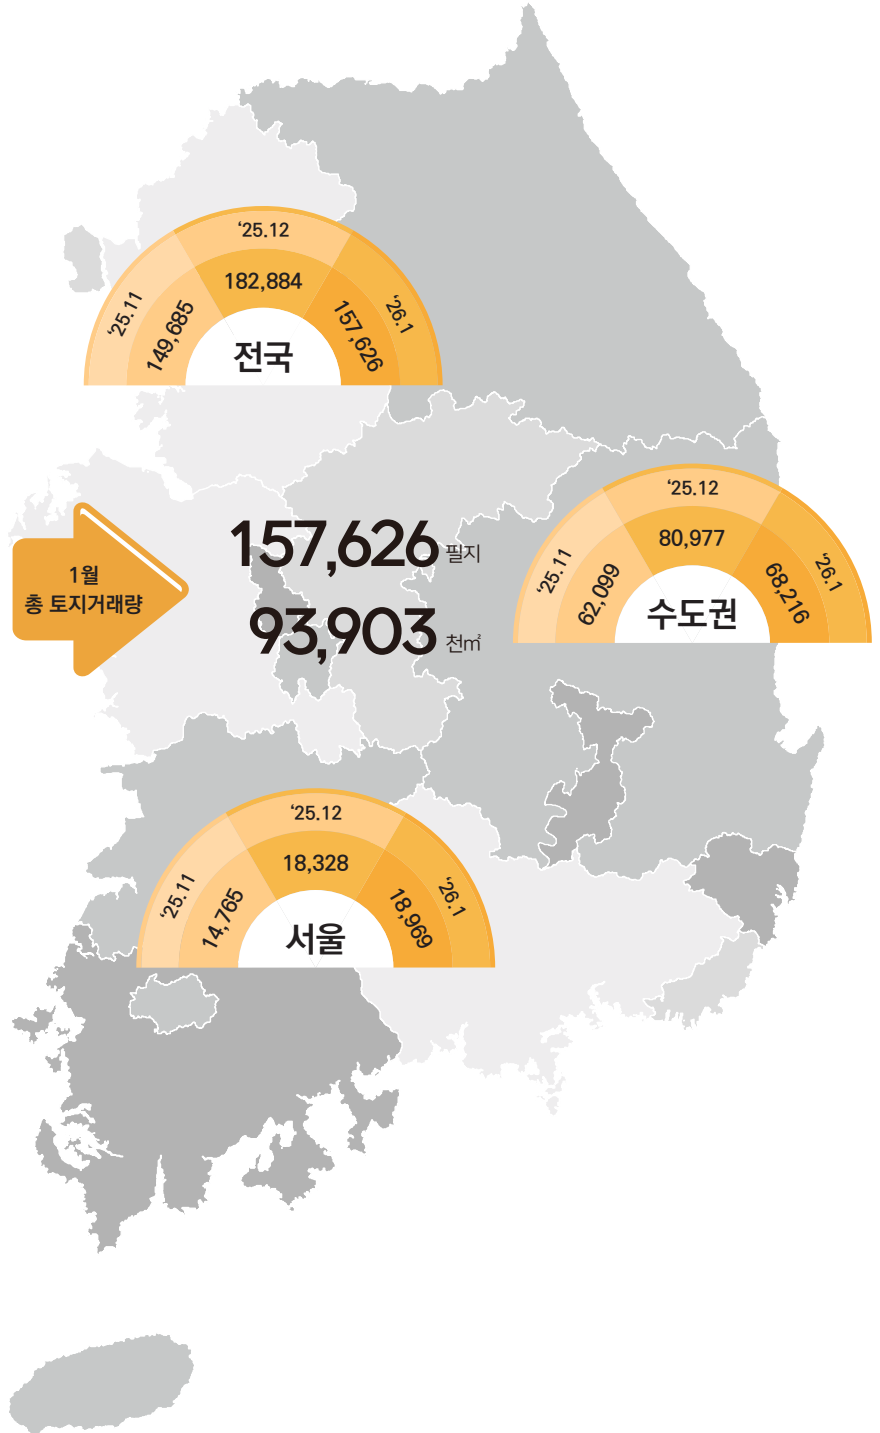 ‘25.11
‘25.12
‘26.1
149,685
182,884
157,626
전국
‘25.11
‘25.12
‘26.1
62,099
80,977
68,216
수도권
1월
총 토지거래량
157,626 필지
93,903 천㎡
‘25.11
‘25.12
‘26.1
14,765
18,328
18,969
서울